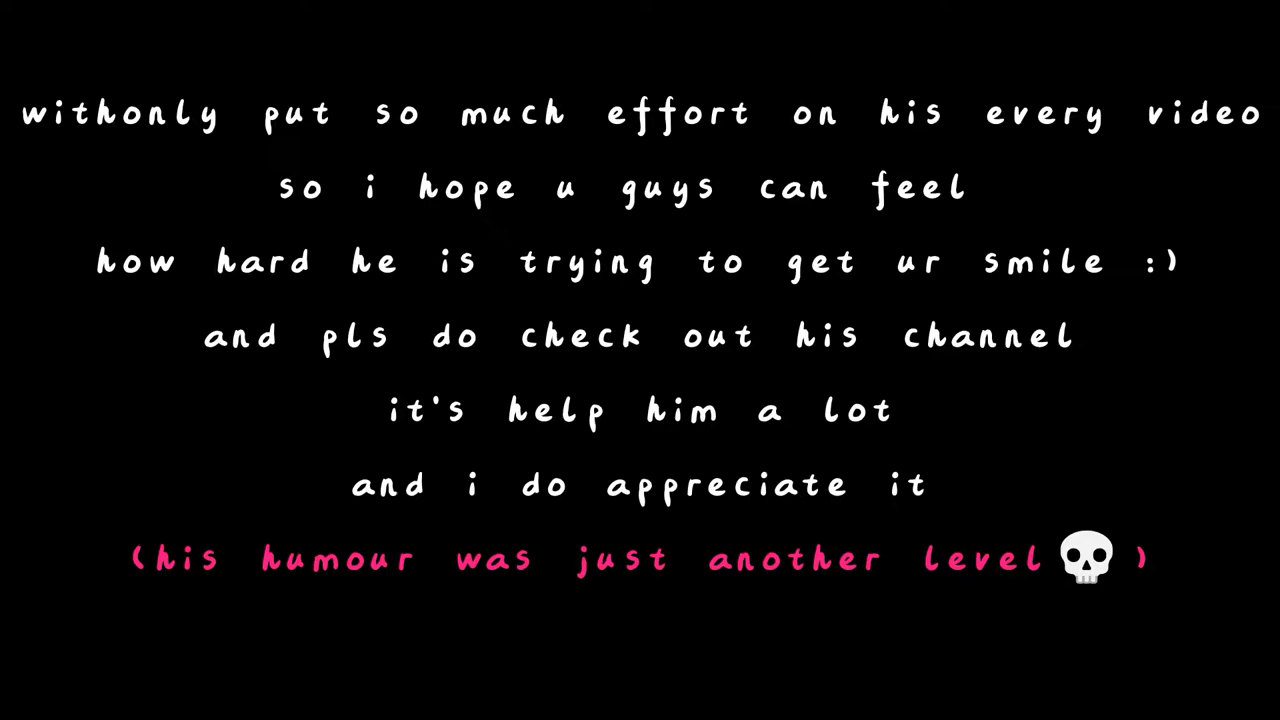 withonly put so much effort on his every video
so i hope u guys can feel
how hard he is trying to get ur smile :)
and pls do check out his channel
it's help him a lot
and i do appreciate it
(his humour was just another level💀)